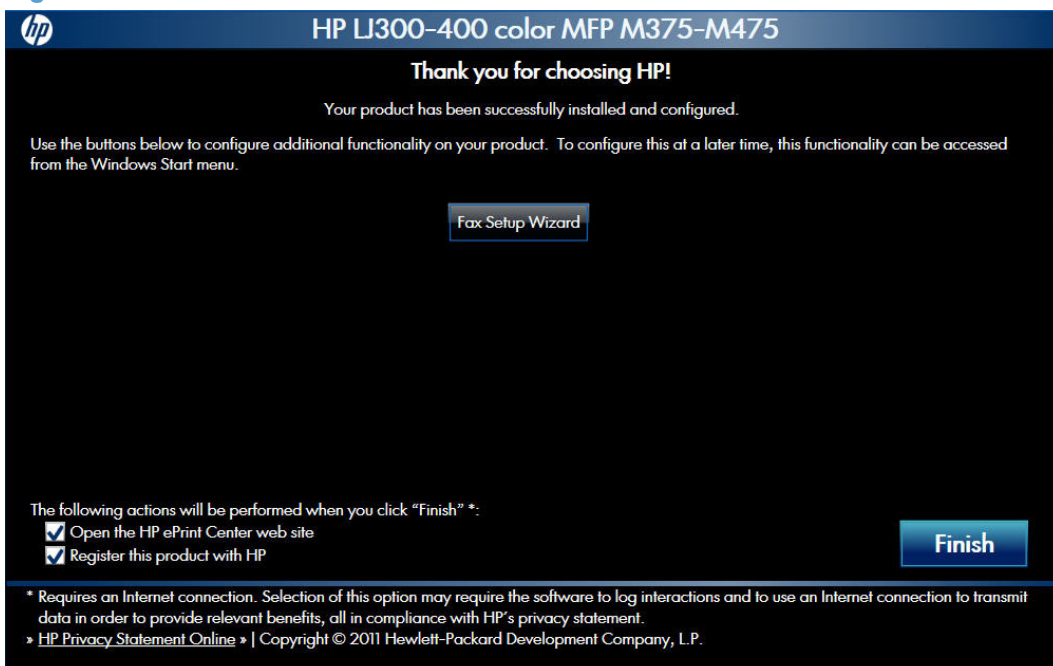 hp
HP LJ300-400 color MFP M375-M475
Thank you for choosing HP!
Your product has been successfully installed and configured.
Use the buttons below to configure additional functionality on your product. To configure this at a later time, this functionality can be accessed
from the Windows Start menu.
Fax Setup Wizard
The following actions will be performed when you click “Finish” *:
Open the HP ePrint Center web site
Register this product with HP
Finish
* Requires an Internet connection. Selection of this option may require the software to log interactions and to use an Internet connection to transmit
data in order to provide relevant benefits, all in compliance with HP's privacy statement.
» HP Privacy Statement Online » | Copyright © 2011 Hewlett-Packard Development Company, L.P.